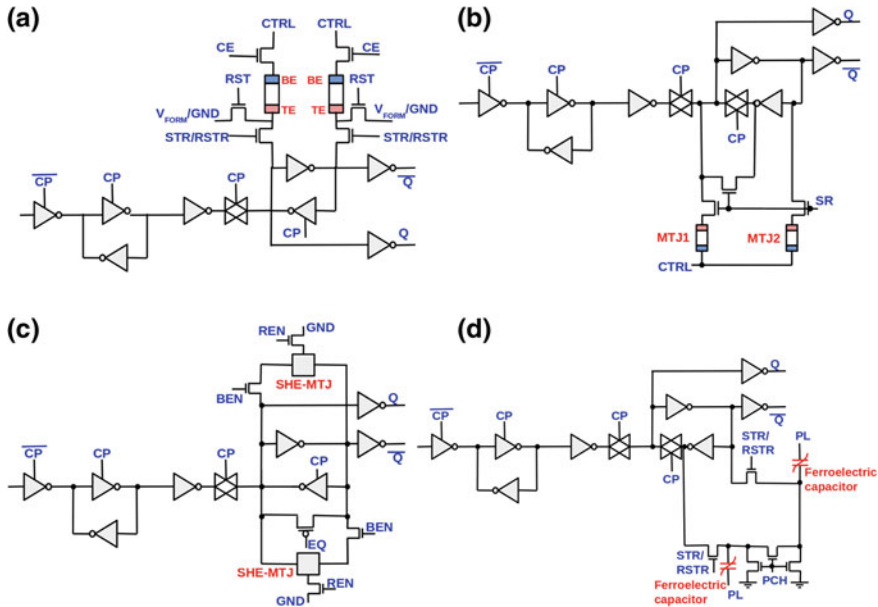 (a)
CTRL CTRL
CE CE
BE BE
RST RST
TE TE
V_FORM/GND V_FORM/GND
STR/RSTR STR/RSTR
CP CP CP
Q
CP
Q
(b)
Q
CP CP CP
Q
CP
SR
MTJ1 MTJ2
CTRL
(c)
REN GND
SHE-MTJ
BEN
Q
CP CP CP CP Q
BEN
EQ
SHE-MTJ
REN
GND
(d)
Q
CP CP CP
Q
STR/
RSTR
PL
CP
Ferroelectric
capacitor
STR/
RSTR
Ferroelectric
capacitor
PL
PCH